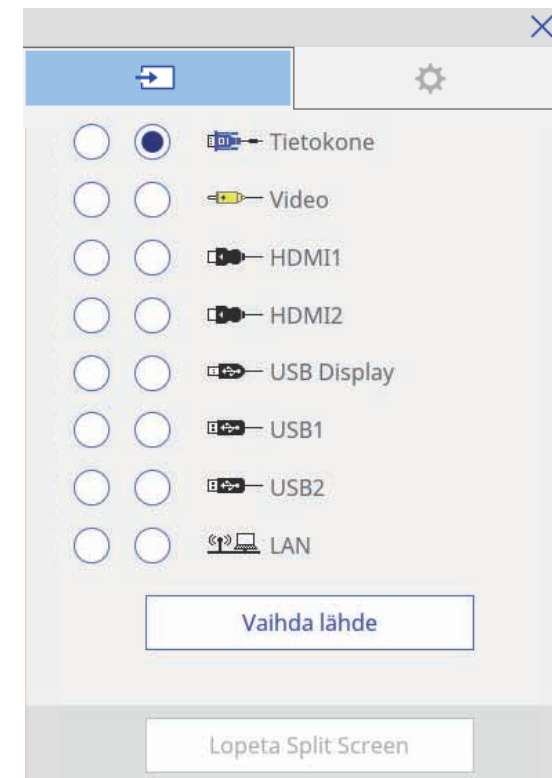 Tietokone
Video
HDMI1
HDMI2
USB Display
USB1
USB2
LAN
Vaihda lähde
Lopeta Split Screen